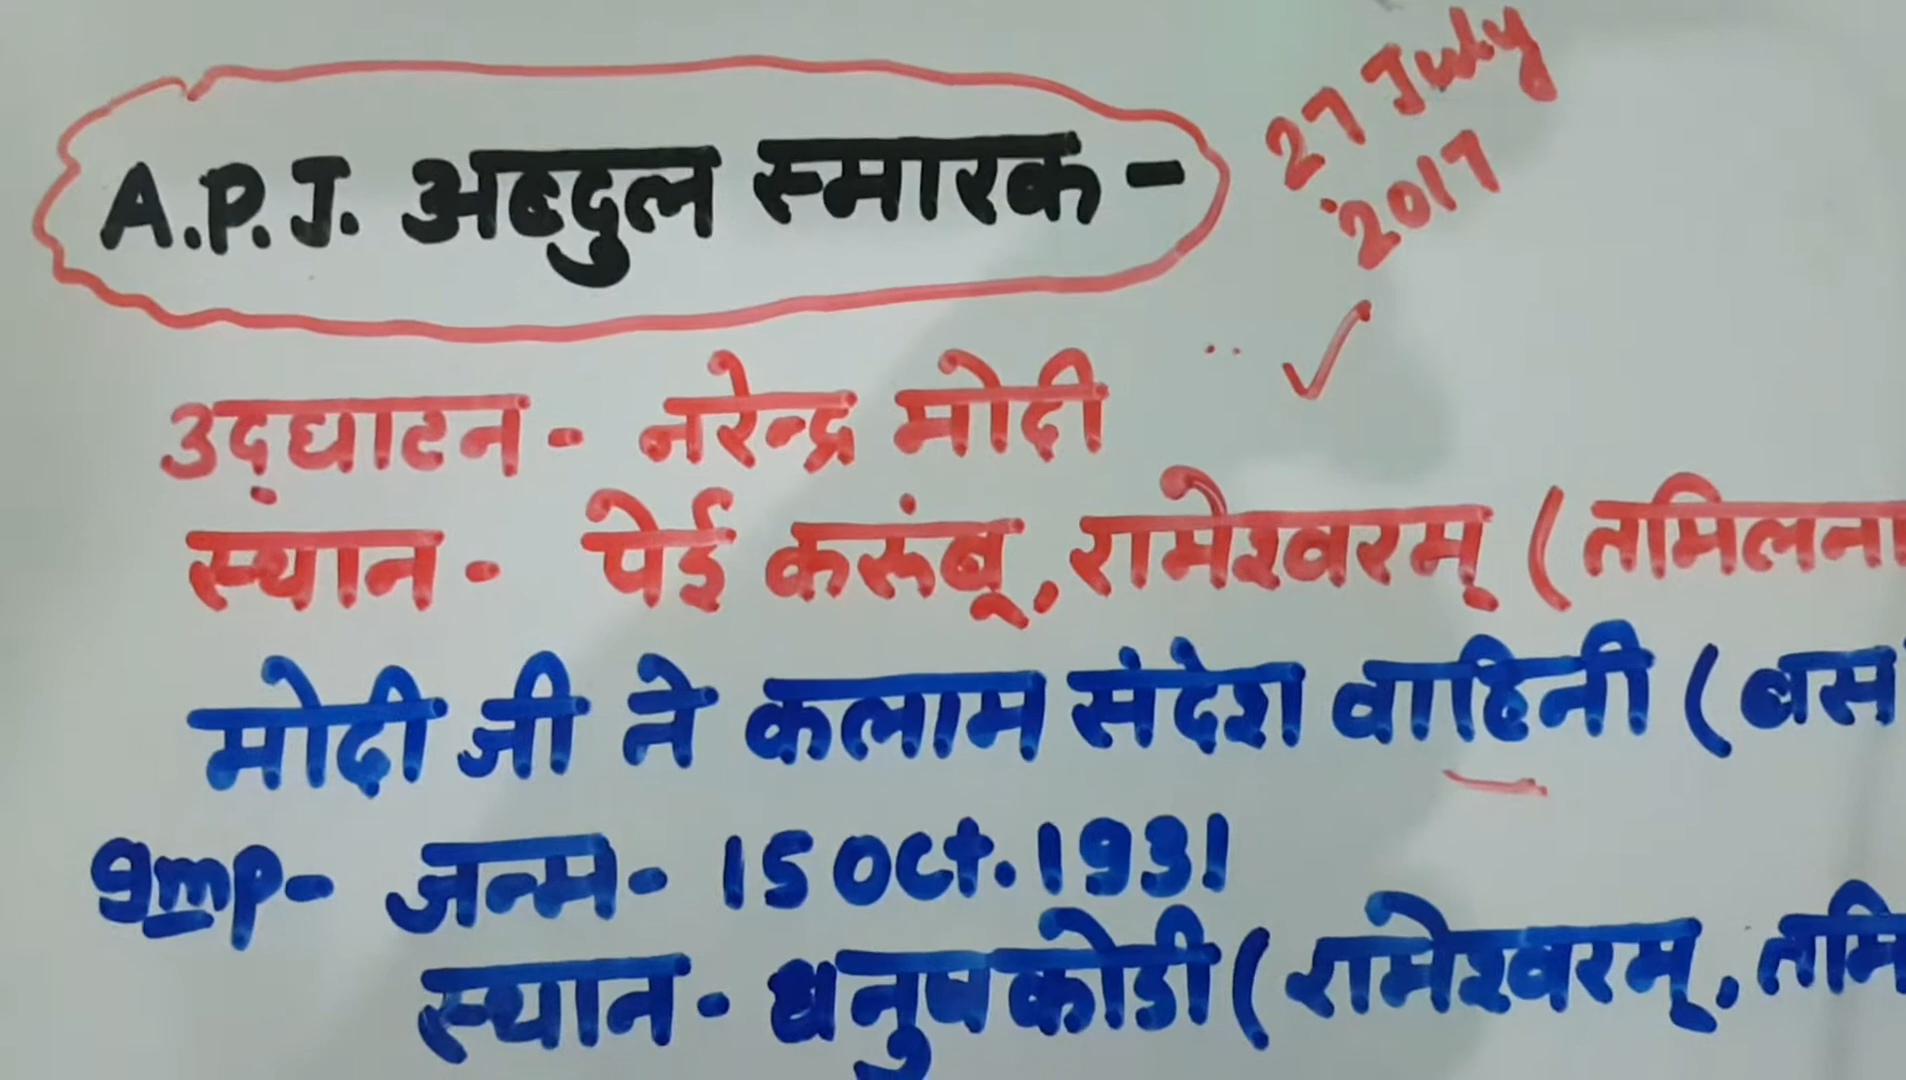 A.P.J. अब्दुल स्मारक -
27 July
2017
उद्घाटन - नरेन्द्र मोदी
स्थान - पेई करूंबू, रामेश्वरम् ( तमिलना
मोदी जी ने कलाम संदेश वाहिनी ( बस
gmp- जन्म - 15 Oct. 1931
स्थान - धनुषकोडी ( रामेश्वरम्, तमि